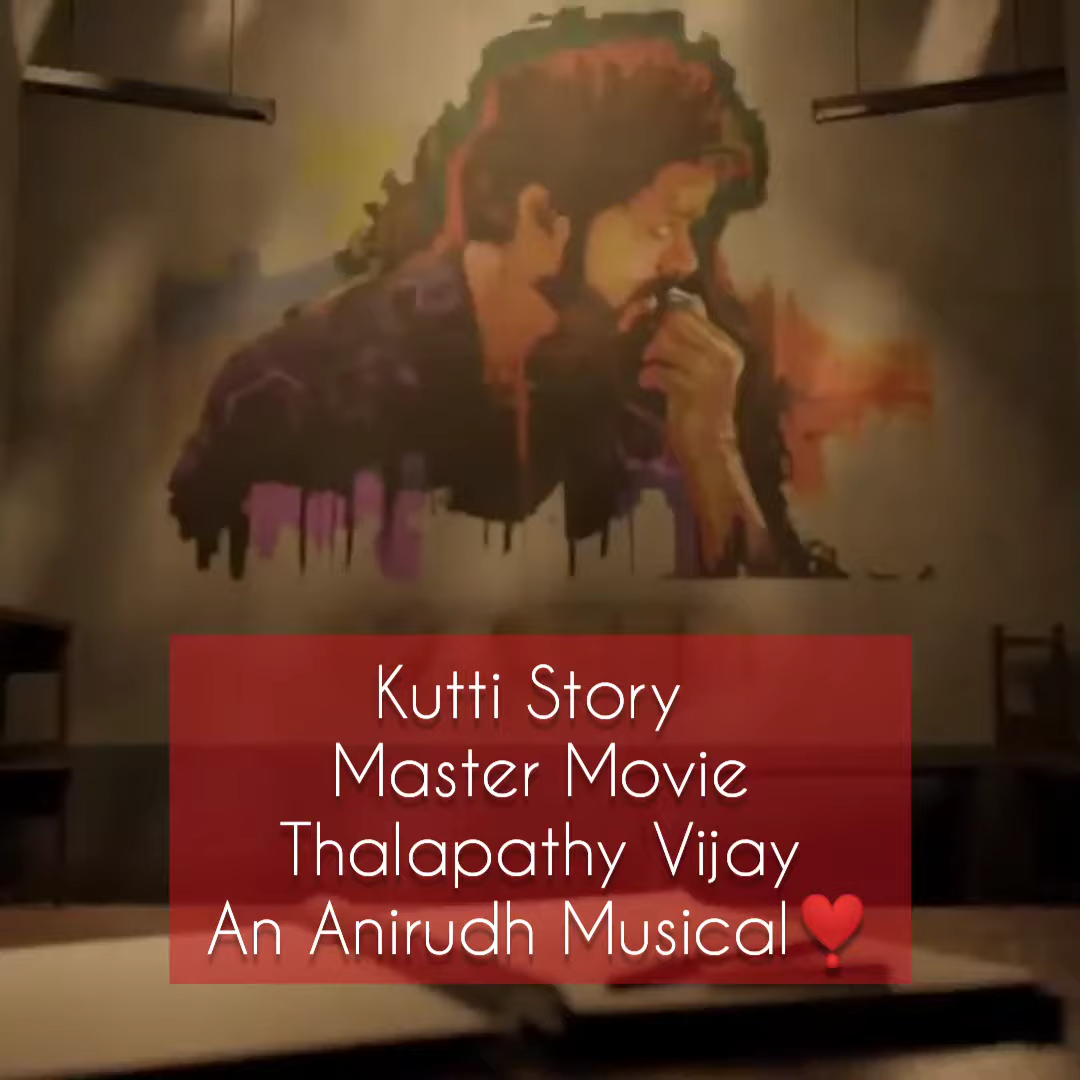 Kutti Story
Master Movie
Thalapathy Vijay
An Anirudh Musical❣